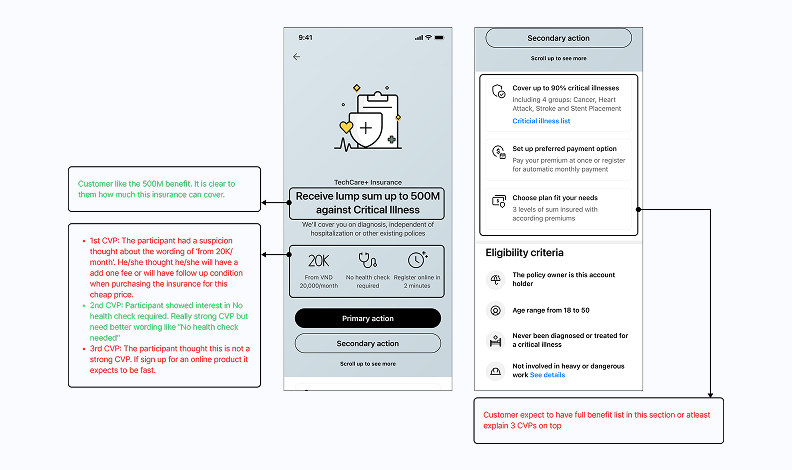 Customer like the 500M benefit. It is clear to
them how much this insurance can cover.
1st CVP: The participant had a suspicion
thought about the wording of 'from 20K/
month'. He/she thought he/she will have a
add one fee or will have follow up condition
when purchasing the insurance for this
cheap price.
2nd CVP: Participant showed interest in No
health check required. Really strong CVP but
need better wording like "No health check
needed"
3rd CVP: The participant thought this is not a
strong CVP. If sign up for an online product it
expects to be fast.
9:41
TechCare+ Insurance
Receive lump sum up to 500M
against Critical Illness
We'll cover you on diagnosis, independent of
hospitalization or other existing polices
20K
From VND
20,000/month
No health check
required
Register online in
2 minutes
Primary action
Secondary action
Scroll up to see more
Secondary action
Scroll up to see more
Cover up to 90% critical illnesses
Including 4 groups: Cancer, Heart
Attack, Stroke and Stent Placement
Criticial illness list
Set up preferred payment option
Pay your premium at once or register
for automatic monthly payment
Choose plan fit your needs
3 levels of sum insured with
according premiums
Eligibility criteria
The policy owner is this account
holder
Age range from 18 to 50
Never been diagnosed or treated for
a critical illness
Not involved in heavy or dangerous
work See details
Customer expect to have full benefit list in this section or atleast
explain 3 CVPs on top